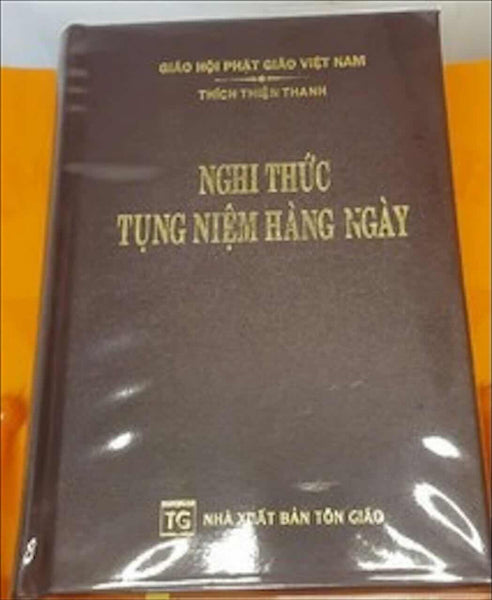 GIÁO HỘI PHẬT GIÁO VIỆT NAM
THÍCH THIỆN THANH
NGHI THỨC
TỤNG NIỆM HÀNG NGÀY
TG NHÀ XUẤT BẢN TÔN GIÁO